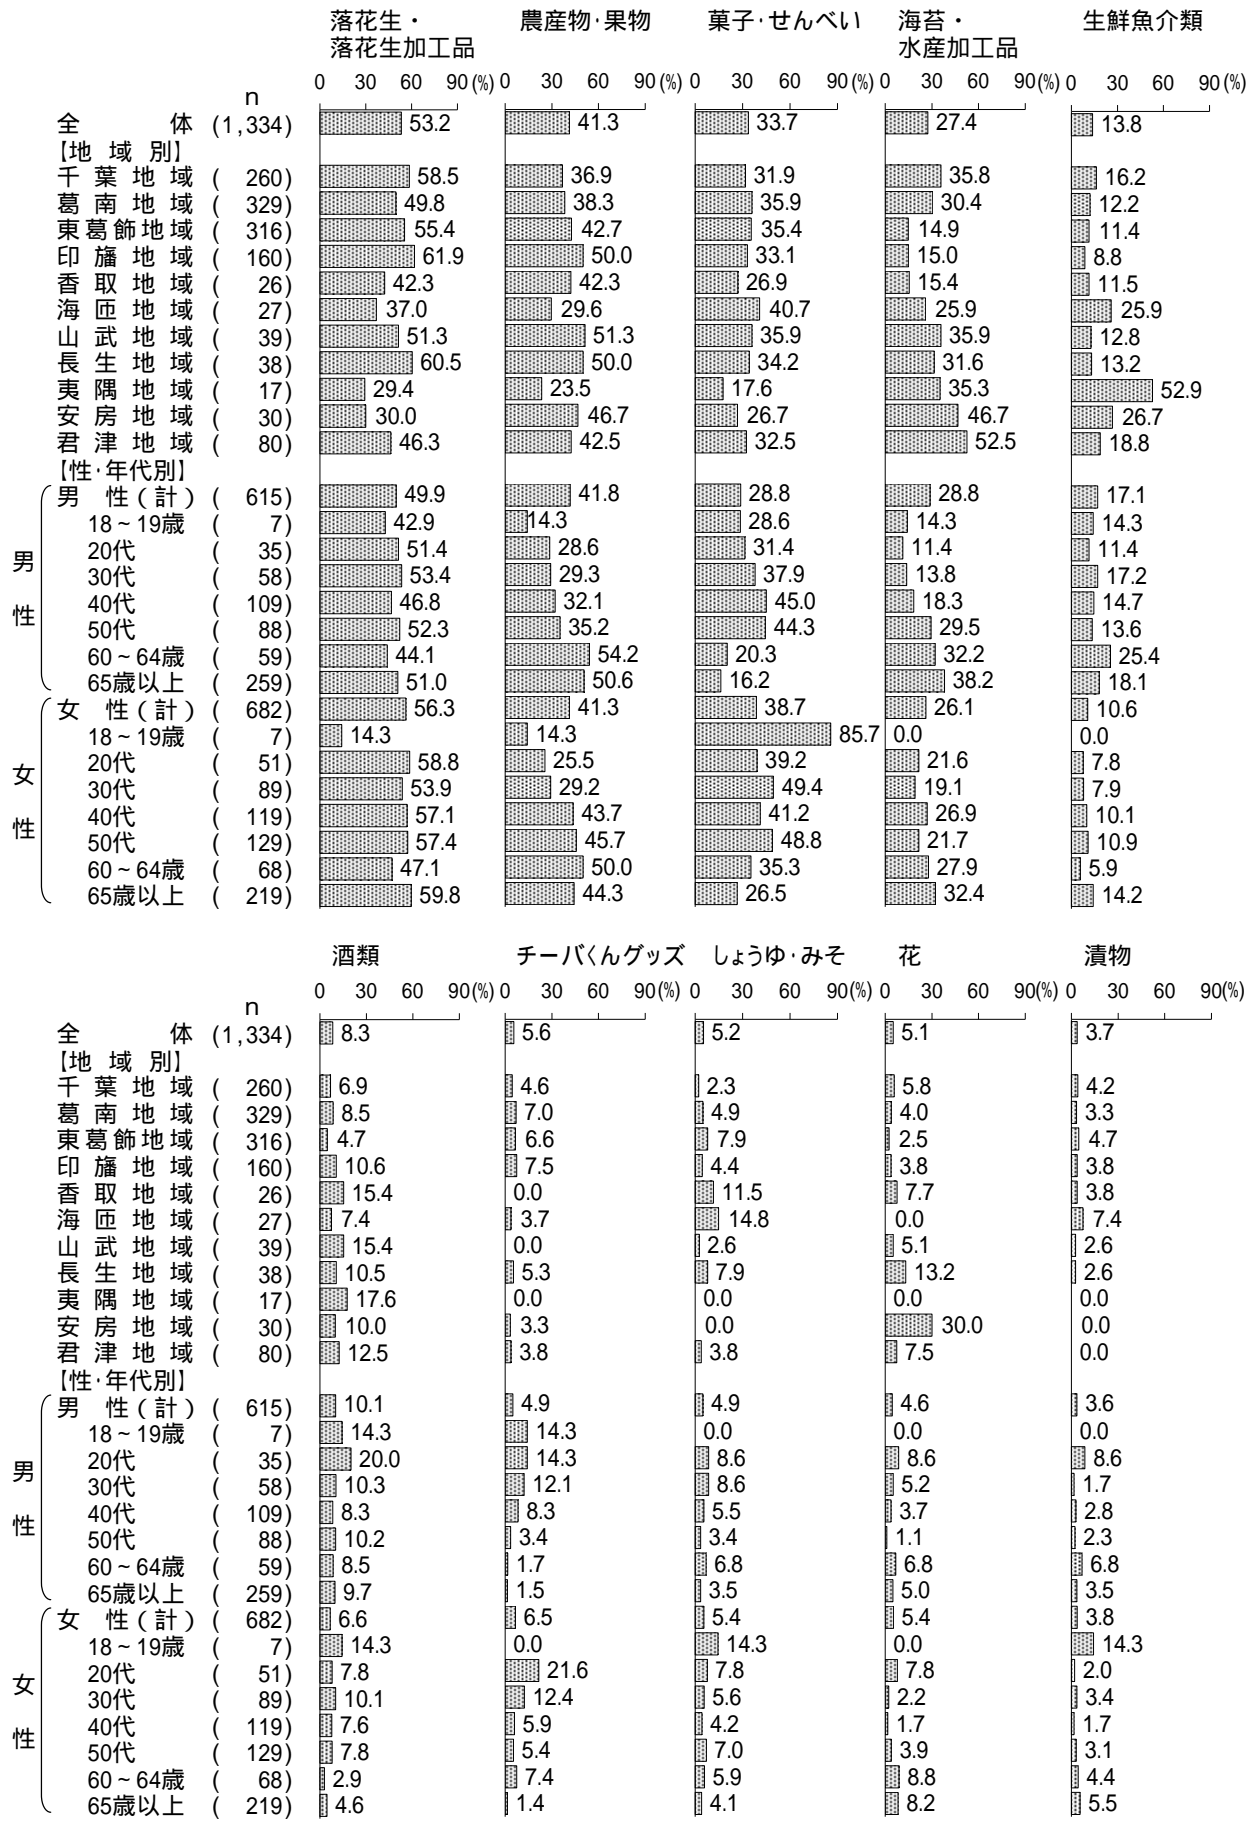 落花生・ 農産物・果物 菓子・せんべい 海苔・ 生鮮魚介類
落花生加工品 水産加工品
0 30 60 90(%) 0 30 60 90(%) 0 30 60 90(%) 0 30 60 90(%) 0 30 60 90(%)
n
全体 (1,334) 53.2 41.3 33.7 27.4 13.8
【地域別】
千葉地域 ( 260) 58.5 36.9 31.9 35.8 16.2
葛南地域 ( 329) 49.8 38.3 35.9 30.4 12.2
東葛飾地域 ( 316) 55.4 42.7 35.4 14.9 11.4
印旛地域 ( 160) 61.9 50.0 33.1 15.0 8.8
香取地域 ( 26) 42.3 42.3 26.9 15.4 11.5
海匝地域 ( 27) 37.0 29.6 40.7 25.9 25.9
山武地域 ( 39) 51.3 51.3 35.9 35.9 12.8
長生地域 ( 38) 60.5 50.0 34.2 31.6 13.2
夷隅地域 ( 17) 29.4 23.5 17.6 35.3 52.9
安房地域 ( 30) 30.0 46.7 26.7 46.7 26.7
君津地域 ( 80) 46.3 42.5 32.5 52.5 18.8
【性・年代別】
男性(計) ( 615) 49.9 41.8 28.8 28.8 17.1
18~19歳 ( 7) 42.9 14.3 28.6 14.3 14.3
20代 ( 35) 51.4 28.6 31.4 11.4 11.4
男
30代 ( 58) 53.4 29.3 37.9 13.8 17.2
40代 ( 109) 46.8 32.1 45.0 18.3 14.7
性
50代 ( 88) 52.3 35.2 44.3 29.5 13.6
60~64歳 ( 59) 44.1 54.2 20.3 32.2 25.4
65歳以上 ( 259) 51.0 50.6 16.2 38.2 18.1
女性(計) ( 682) 56.3 41.3 38.7 26.1 10.6
18~19歳 ( 7) 14.3 14.3 85.7 0.0 0.0
20代 ( 51) 58.8 25.5 39.2 21.6 7.8
女
30代 ( 89) 53.9 29.2 49.4 19.1 7.9
40代 ( 119) 57.1 43.7 41.2 26.9 10.1
性
50代 ( 129) 57.4 45.7 48.8 21.7 10.9
60~64歳 ( 68) 47.1 50.0 35.3 27.9 5.9
65歳以上 ( 219) 59.8 44.3 26.5 32.4 14.2
酒類 チーバくんグッズ しょうゆ・みそ 花 漬物
0 30 60 90(%) 0 30 60 90(%) 0 30 60 90(%) 0 30 60 90(%) 0 30 60 90(%)
n
全体 (1,334) 8.3 5.6 5.2 5.1 3.7
【地域別】
千葉地域 ( 260) 6.9 4.6 2.3 5.8 4.2
葛南地域 ( 329) 8.5 7.0 4.9 4.0 3.3
東葛飾地域 ( 316) 4.7 6.6 7.9 2.5 4.7
印旛地域 ( 160) 10.6 7.5 4.4 3.8 3.8
香取地域 ( 26) 15.4 0.0 11.5 7.7 3.8
海匝地域 ( 27) 7.4 3.7 14.8 0.0 7.4
山武地域 ( 39) 15.4 0.0 2.6 5.1 2.6
長生地域 ( 38) 10.5 5.3 7.9 13.2 2.6
夷隅地域 ( 17) 17.6 0.0 0.0 0.0 0.0
安房地域 ( 30) 10.0 3.3 0.0 30.0 0.0
君津地域 ( 80) 12.5 3.8 3.8 7.5 0.0
【性・年代別】
男性(計) ( 615) 10.1 4.9 4.9 4.6 3.6
18~19歳 ( 7) 14.3 14.3 0.0 0.0 0.0
20代 ( 35) 20.0 14.3 8.6 8.6 8.6
男
30代 ( 58) 10.3 12.1 8.6 5.2 1.7
40代 ( 109) 8.3 8.3 5.5 3.7 2.8
性
50代 ( 88) 10.2 3.4 3.4 1.1 2.3
60~64歳 ( 59) 8.5 1.7 6.8 6.8 6.8
65歳以上 ( 259) 9.7 1.5 3.5 5.0 3.5
女性(計) ( 682) 6.6 6.5 5.4 5.4 3.8
18~19歳 ( 7) 14.3 0.0 14.3 0.0 14.3
20代 ( 51) 7.8 21.6 7.8 7.8 2.0
女
30代 ( 89) 10.1 12.4 5.6 2.2 3.4
40代 ( 119) 7.6 5.9 4.2 1.7 1.7
性
50代 ( 129) 7.8 5.4 7.0 3.9 3.1
60~64歳 ( 68) 2.9 7.4 5.9 8.8 4.4
65歳以上 ( 219) 4.6 1.4 4.1 8.2 5.5